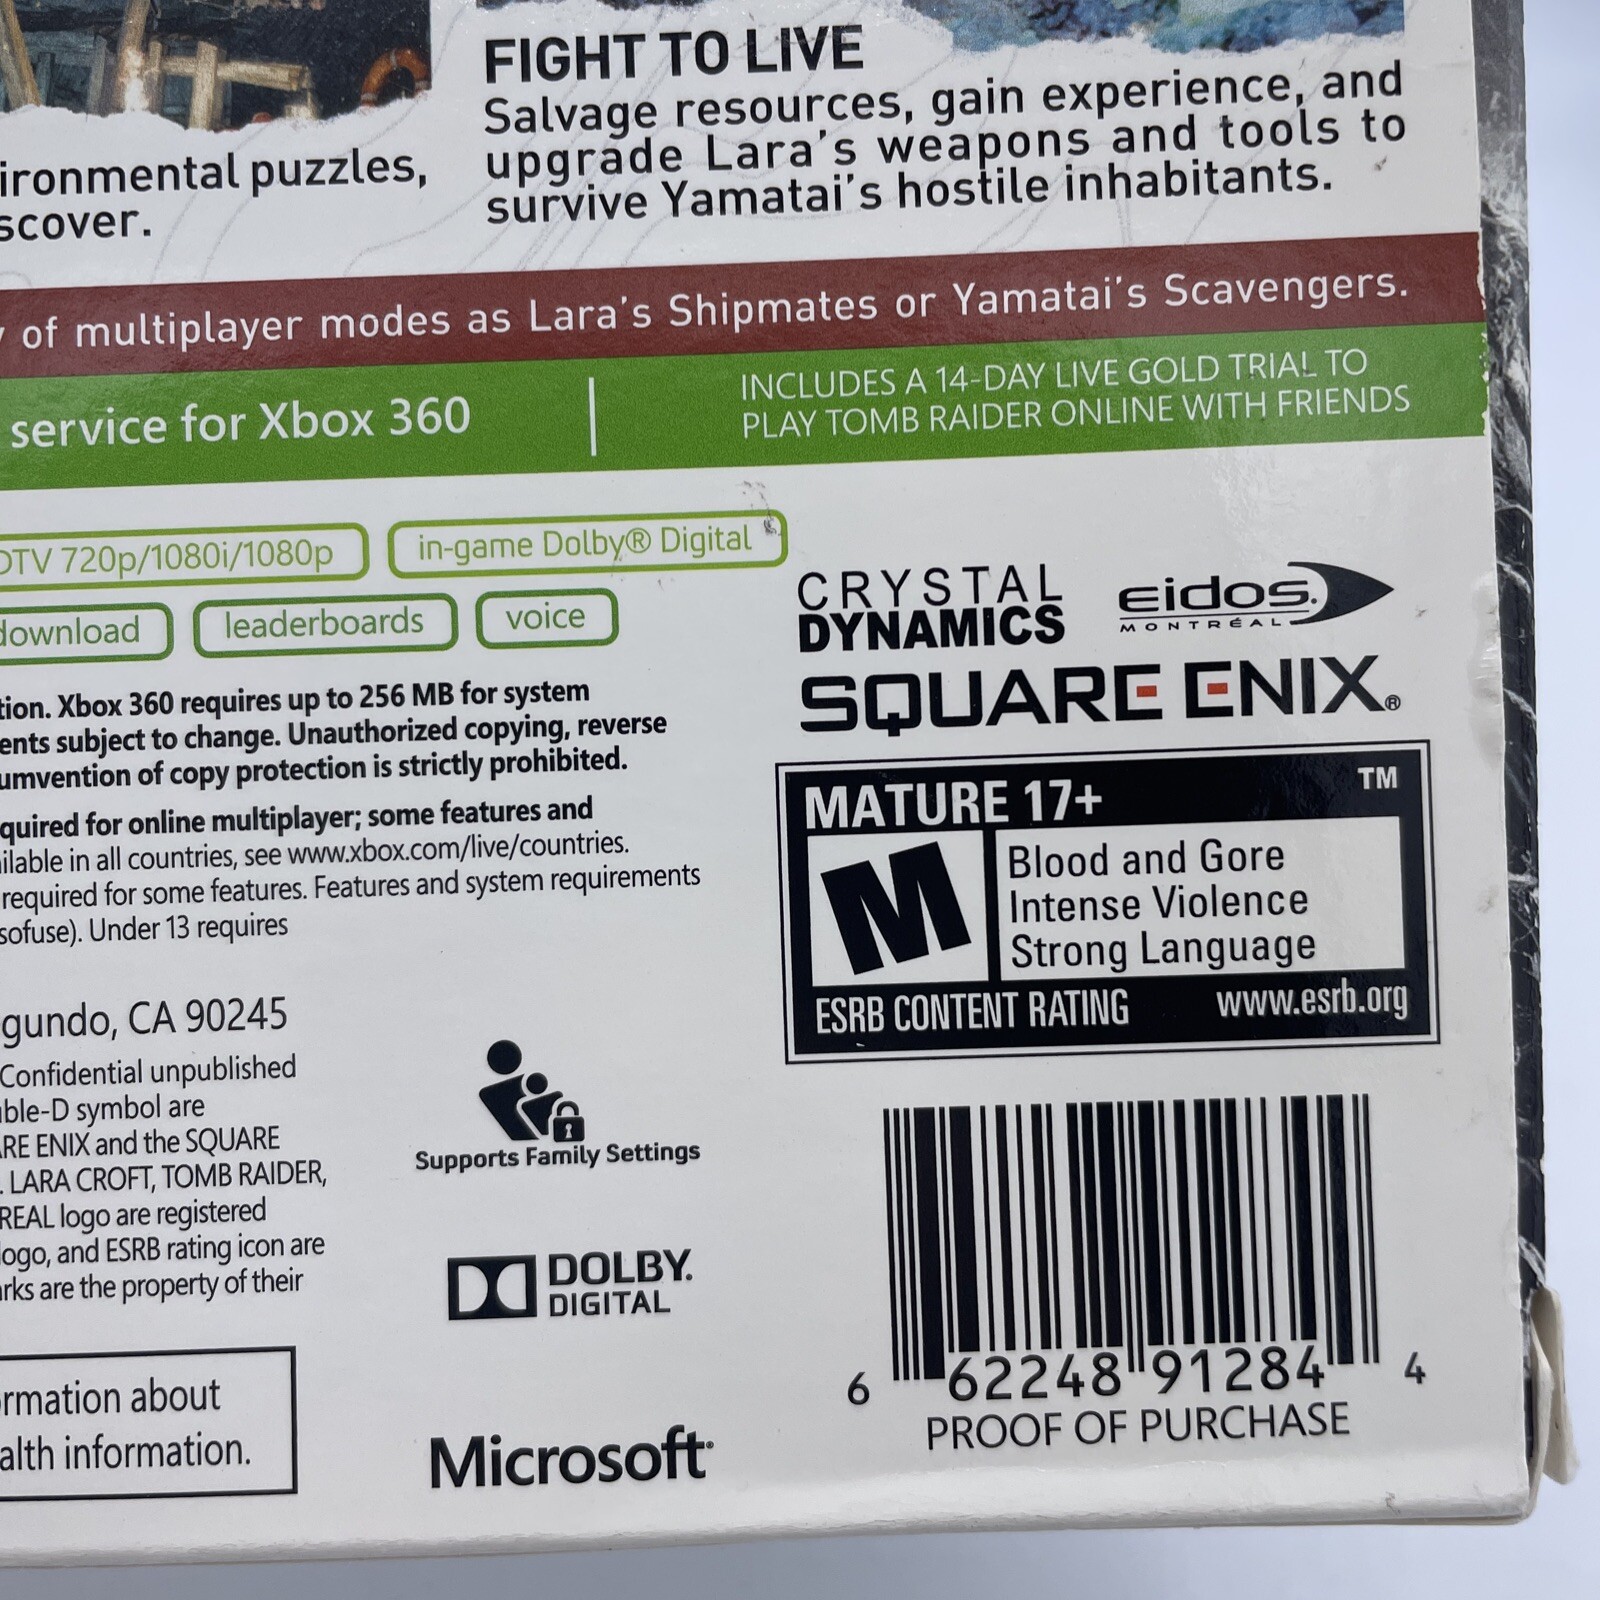 FIGHT TO LIVE
Salvage resources, gain experience, and
upgrade Lara's weapons and tools to
survive Yamatai's hostile inhabitants.
ironmental puzzles,
scover.
y of multiplayer modes as Lara's Shipmates or Yamatai's Scavengers.
service for Xbox 360
INCLUDES A 14-DAY LIVE GOLD TRIAL TO
PLAY TOMB RAIDER ONLINE WITH FRIENDS
DTV 720p/1080i/1080p
in-game Dolby® Digital
download
leaderboards
voice
CRYSTAL
DYNAMICS
eidos.
MONTRÉAL
SQUARE ENIX®
tion. Xbox 360 requires up to 256 MB for system
ents subject to change. Unauthorized copying, reverse
umvention of copy protection is strictly prohibited.
quired for online multiplayer; some features and
ilable in all countries, see www.xbox.com/live/countries.
required for some features. Features and system requirements
sofuse). Under 13 requires
MATURE 17+
TM
M
Blood and Gore
Intense Violence
Strong Language
ESRB CONTENT RATING
www.esrb.org
gundo, CA 90245
Confidential unpublished
ble-D symbol are
RE ENIX and the SQUARE
. LARA CROFT, TOMB RAIDER,
REAL logo are registered
logo, and ESRB rating icon are
rks are the property of their
Supports Family Settings
DOLBY.
DIGITAL
rmation about
alth information.
Microsoft
6 62248 91284 4
PROOF OF PURCHASE